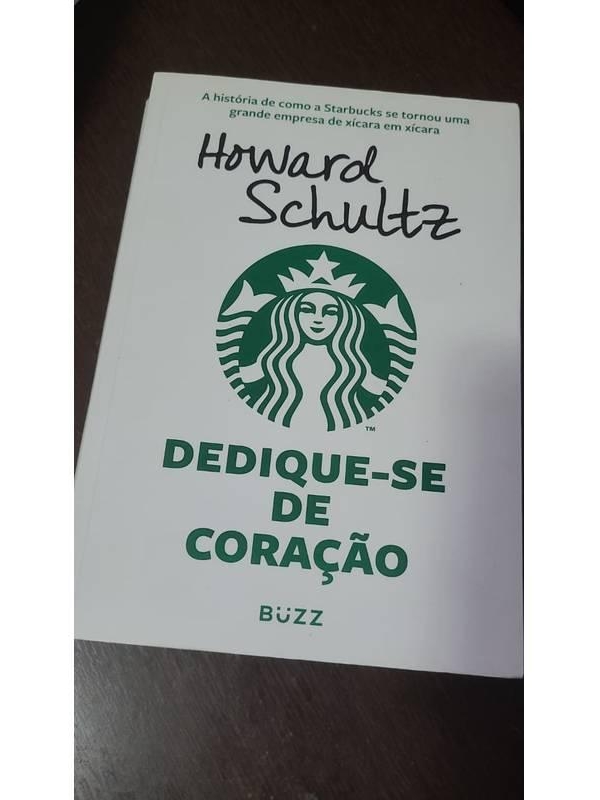 A história de como a Starbucks se tornou uma
grande empresa de xícara em xícara
Howard
Schultz
TM
DEDIQUE-SE
DE
CORAÇÃO
BÜZZ